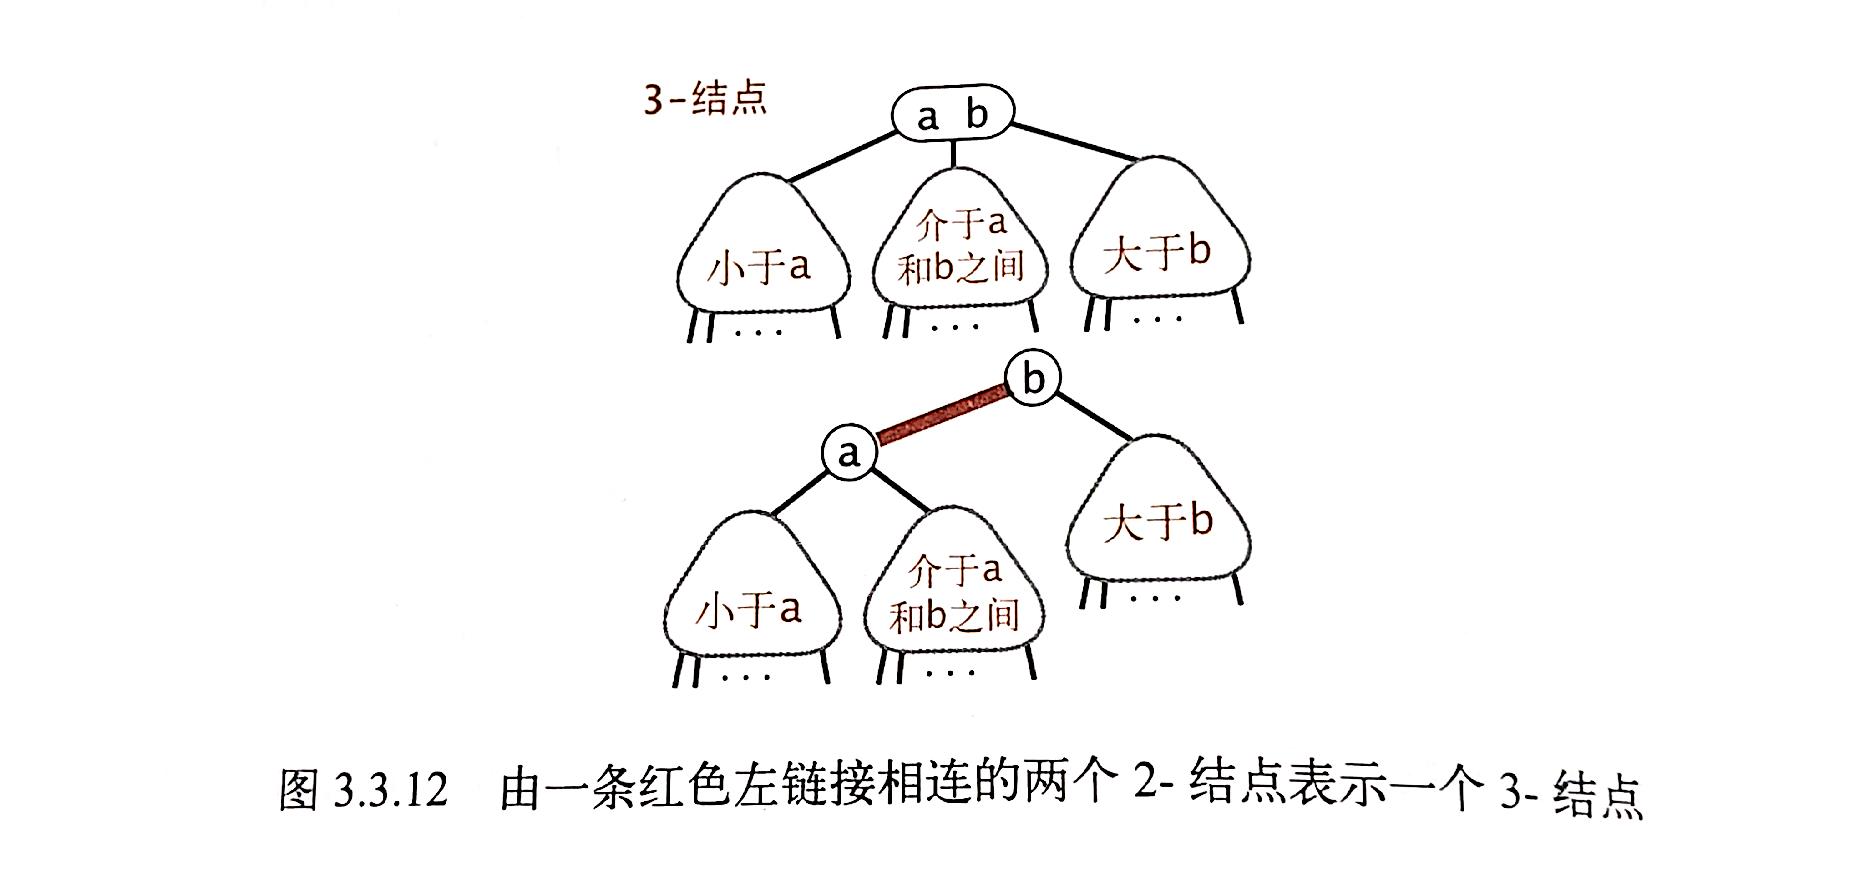 3-结点
a b
小于a
介于a
和b之间
大于b
...
...
...
b
a
大于b
小于a
介于a
和b之间
...
...
...
图 3.3.12 由一条红色左链接相连的两个 2- 结点表示一个 3- 结点